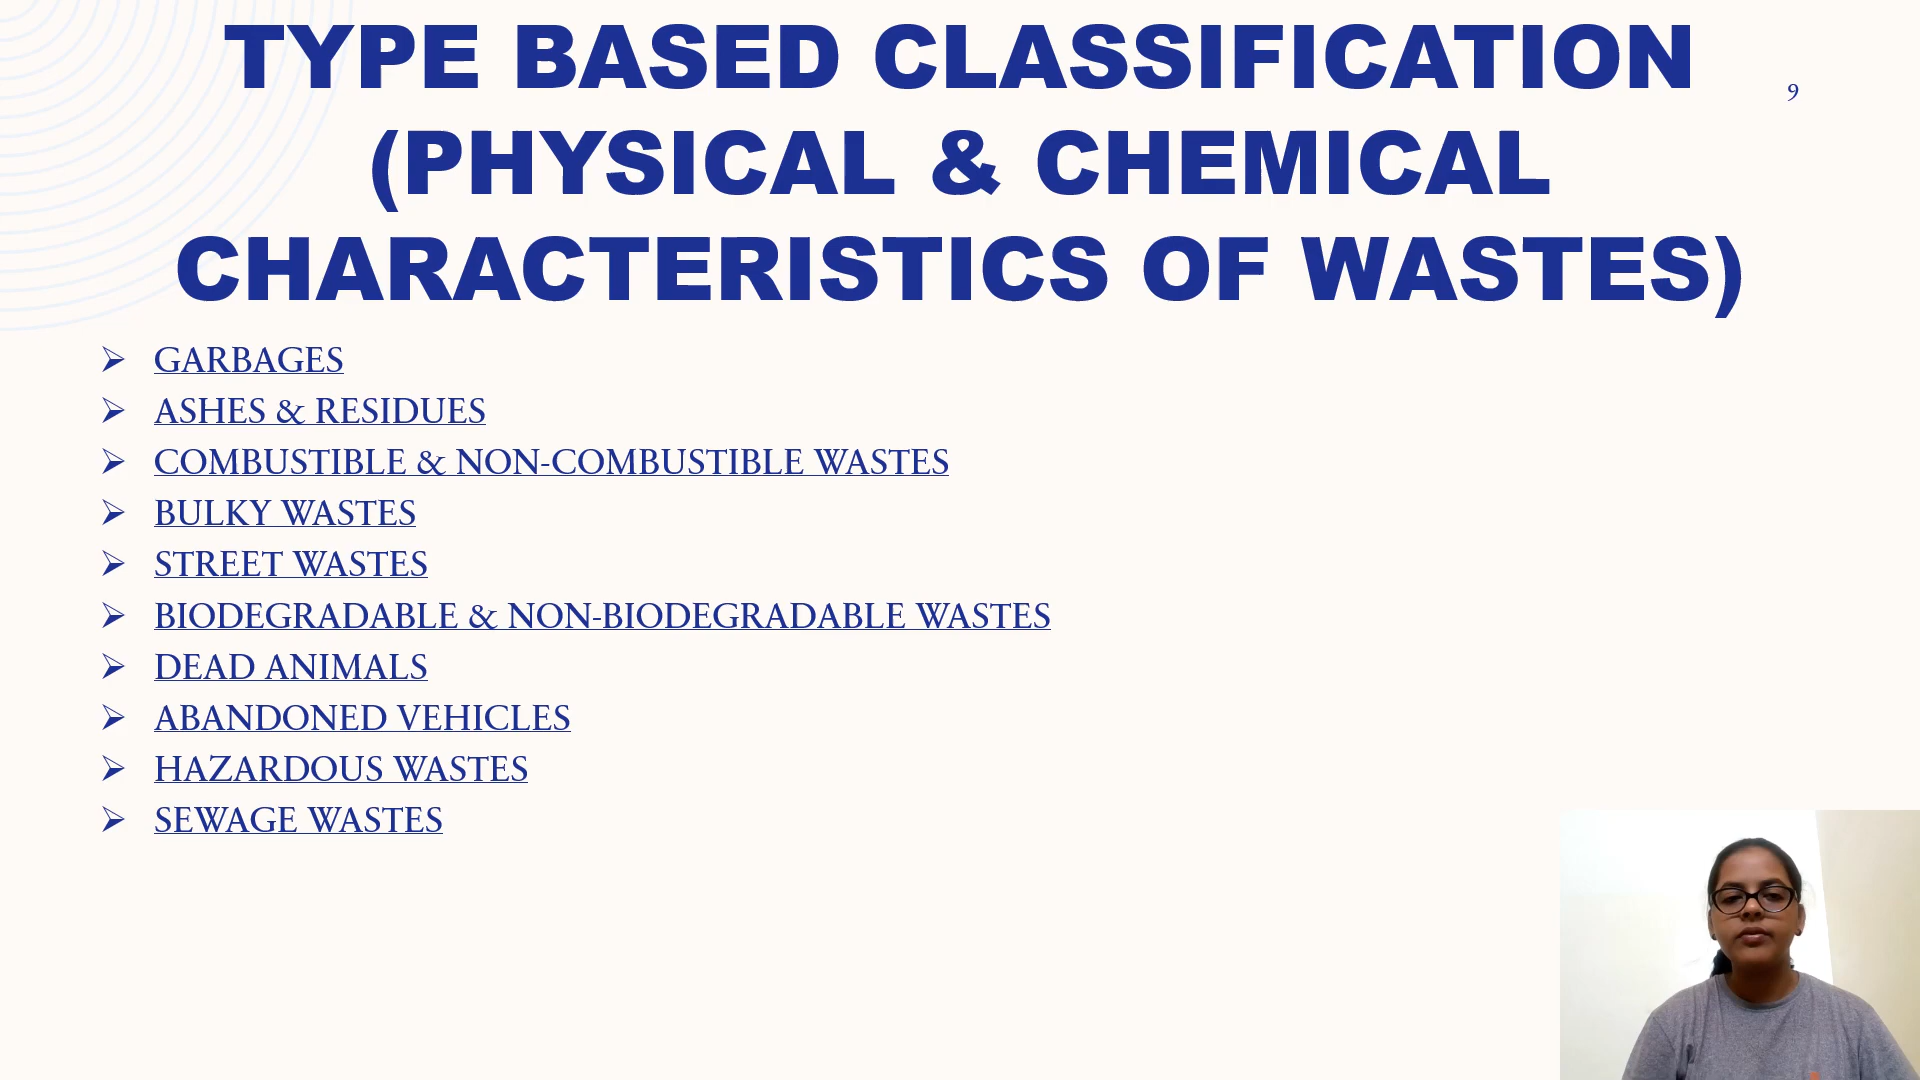 TYPE BASED CLASSIFICATION
9
(PHYSICAL & CHEMICAL
CHARACTERISTICS OF WASTES)
➢ GARBAGES
➢ ASHES & RESIDUES
➢ COMBUSTIBLE & NON-COMBUSTIBLE WASTES
➢ BULKY WASTES
➢ STREET WASTES
➢ BIODEGRADABLE & NON-BIODEGRADABLE WASTES
➢ DEAD ANIMALS
➢ ABANDONED VEHICLES
➢ HAZARDOUS WASTES
➢ SEWAGE WASTES